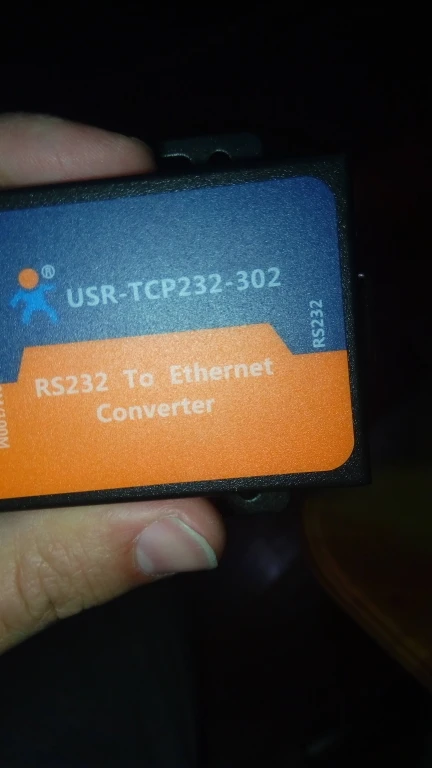 ®
USR-TCP232-302
RS232
RS232 To Ethernet
Converter